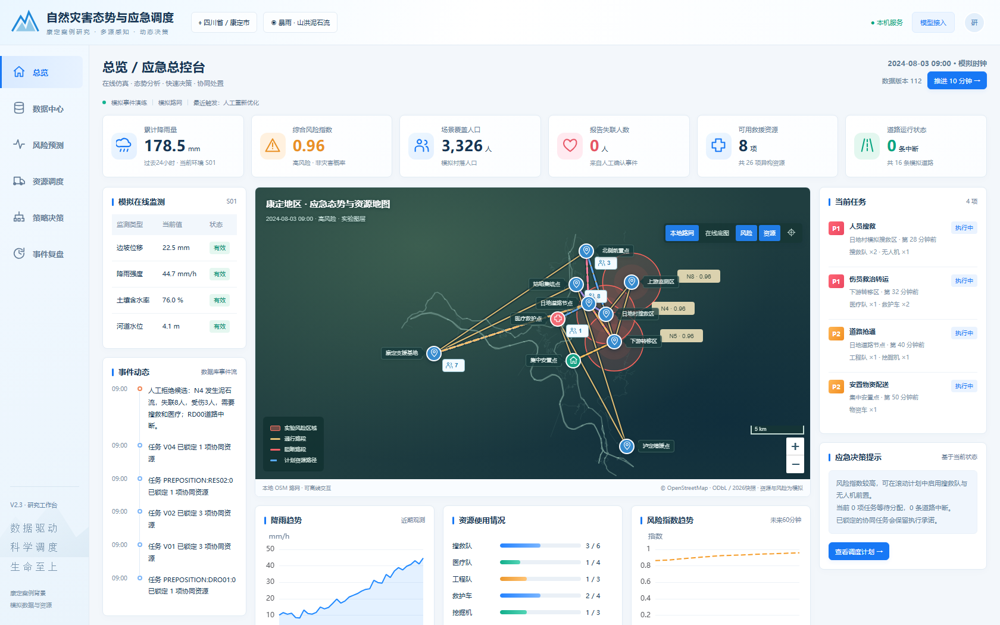 自然灾害态势与应急调度
康定案例研究 · 多源感知 · 动态决策
四川省 / 康定市
暴雨 · 山洪泥石流
本机服务
模型接入
研
总览
数据中心
风险预测
资源调度
策略决策
事件复盘
V2.3 · 研究工作台
数据驱动
科学调度
生命至上
康定案例背景
模拟数据与资源
总览 / 应急总控台
在线仿真 · 态势分析 · 快速决策 · 协同处置
2024-08-03 09:00 • 模拟时钟
数据版本 112
推进 10 分钟 →
模拟事件演练
模拟路网
最近触发：人工重新优化
累计降雨量
178.5 mm
过去24小时 · 当前环境 S01
综合风险指数
0.96
高风险 · 非灾害概率
场景覆盖人口
3,326 人
模拟村落人口
报告失联人数
0 人
来自人工确认事件
可用救援资源
8 项
共 26 项异构资源
道路运行状态
0 条中断
共 16 条模拟道路
模拟在线监测
S01
监测类型 当前值 状态
边坡位移 22.5 mm 有效
降雨强度 44.7 mm/h 有效
土壤含水率 76.0 % 有效
河道水位 4.1 m 有效
事件动态
数据库事件流
09:00
人工拒绝候选：N4 发生泥石
流，失联8人，受伤3人，需要
搜救和医疗；RD00道路中
断。
09:00
任务 V04 已锁定 1 项协同资
源
09:00
任务 PREPOSITION:RES02:0
已锁定 1 项协同资源
09:00
任务 V02 已锁定 3 项协同资
源
09:00
任务 V01 已锁定 3 项协同资
源
09:00
任务 PREPOSITION:DRO01:0
已锁定 1 项协同资源
康定地区 · 应急态势与资源地图
2024-08-03 09:00 · 高风险 · 实验图层
本地路网
在线底图
风险
资源
北侧前置点
3
姑咱集结点
上游监测区
N8 · 0.96
8
日地道路节点
N4 · 0.96
日地村搜救区
医疗救护点
1
N5 · 0.96
下游转移区
康定支援基地
7
集中安置点
泸定增援点
实验风险区域
通行路段
阻断路段
计划资源路径
5 km
+
−
本地 OSM 路网 · 可离线交互
© OpenStreetMap · ODbL / 2026快照 · 资源与风险为模拟
降雨趋势
近期观测
mm/h
50
40
30
20
10
资源使用情况
搜救队 3 / 6
医疗队 1 / 4
工程队 1 / 3
救护车 2 / 4
挖掘机 1 / 3
风险指数趋势
未来60分钟
指数
1
0.8
0.6
0.4
0.2
当前任务
4 项
P1 人员搜救 执行中
日地村模拟搜救区 · 第 28 分钟前
搜救队 ×2 · 无人机 ×1
P1 伤员救治转运 执行中
下游转移区 · 第 32 分钟前
医疗队 ×1 · 救护车 ×2
P2 道路抢通 执行中
日地道路节点 · 第 40 分钟前
工程队 ×1 · 挖掘机 ×1
P2 安置物资配送 执行中
集中安置点 · 第 50 分钟前
物资车 ×1
应急决策提示
基于当前状态
风险指数较高，可在滚动计划中启用搜救队与
无人机前置。
当前 0 项任务等待分配，0 条道路中断。
已锁定的协同任务会保留执行承诺。
查看调度计划 →